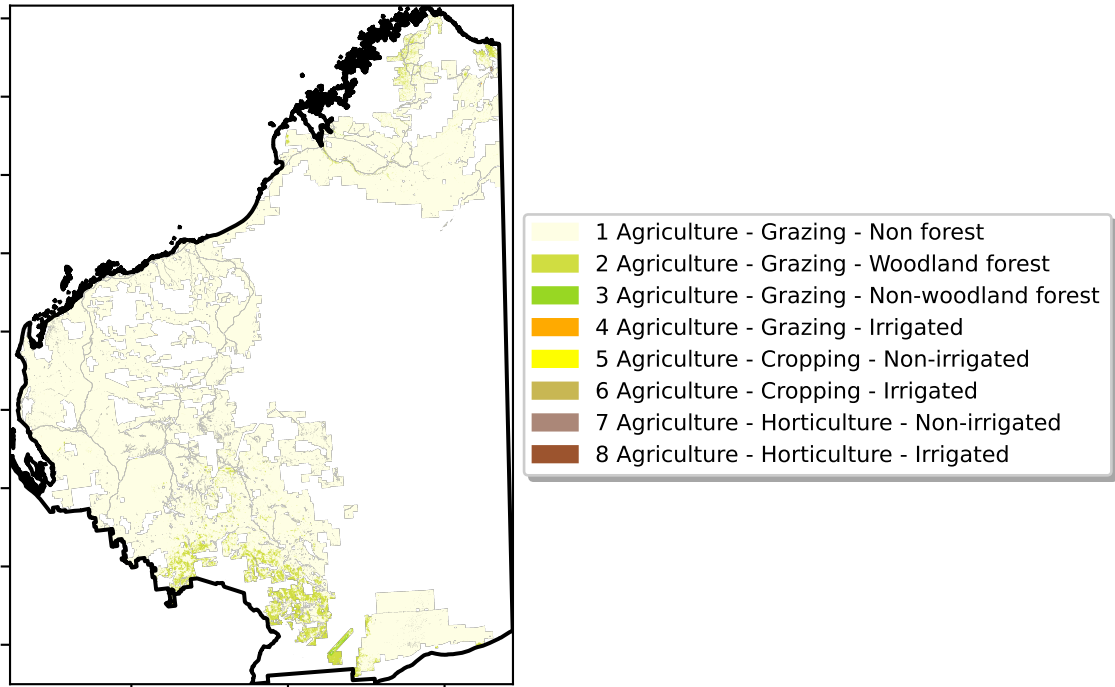 1 Agriculture - Grazing - Non forest
2 Agriculture - Grazing - Woodland forest
3 Agriculture - Grazing - Non-woodland forest
4 Agriculture - Grazing - Irrigated
5 Agriculture - Cropping - Non-irrigated
6 Agriculture - Cropping - Irrigated
7 Agriculture - Horticulture - Non-irrigated
8 Agriculture - Horticulture - Irrigated